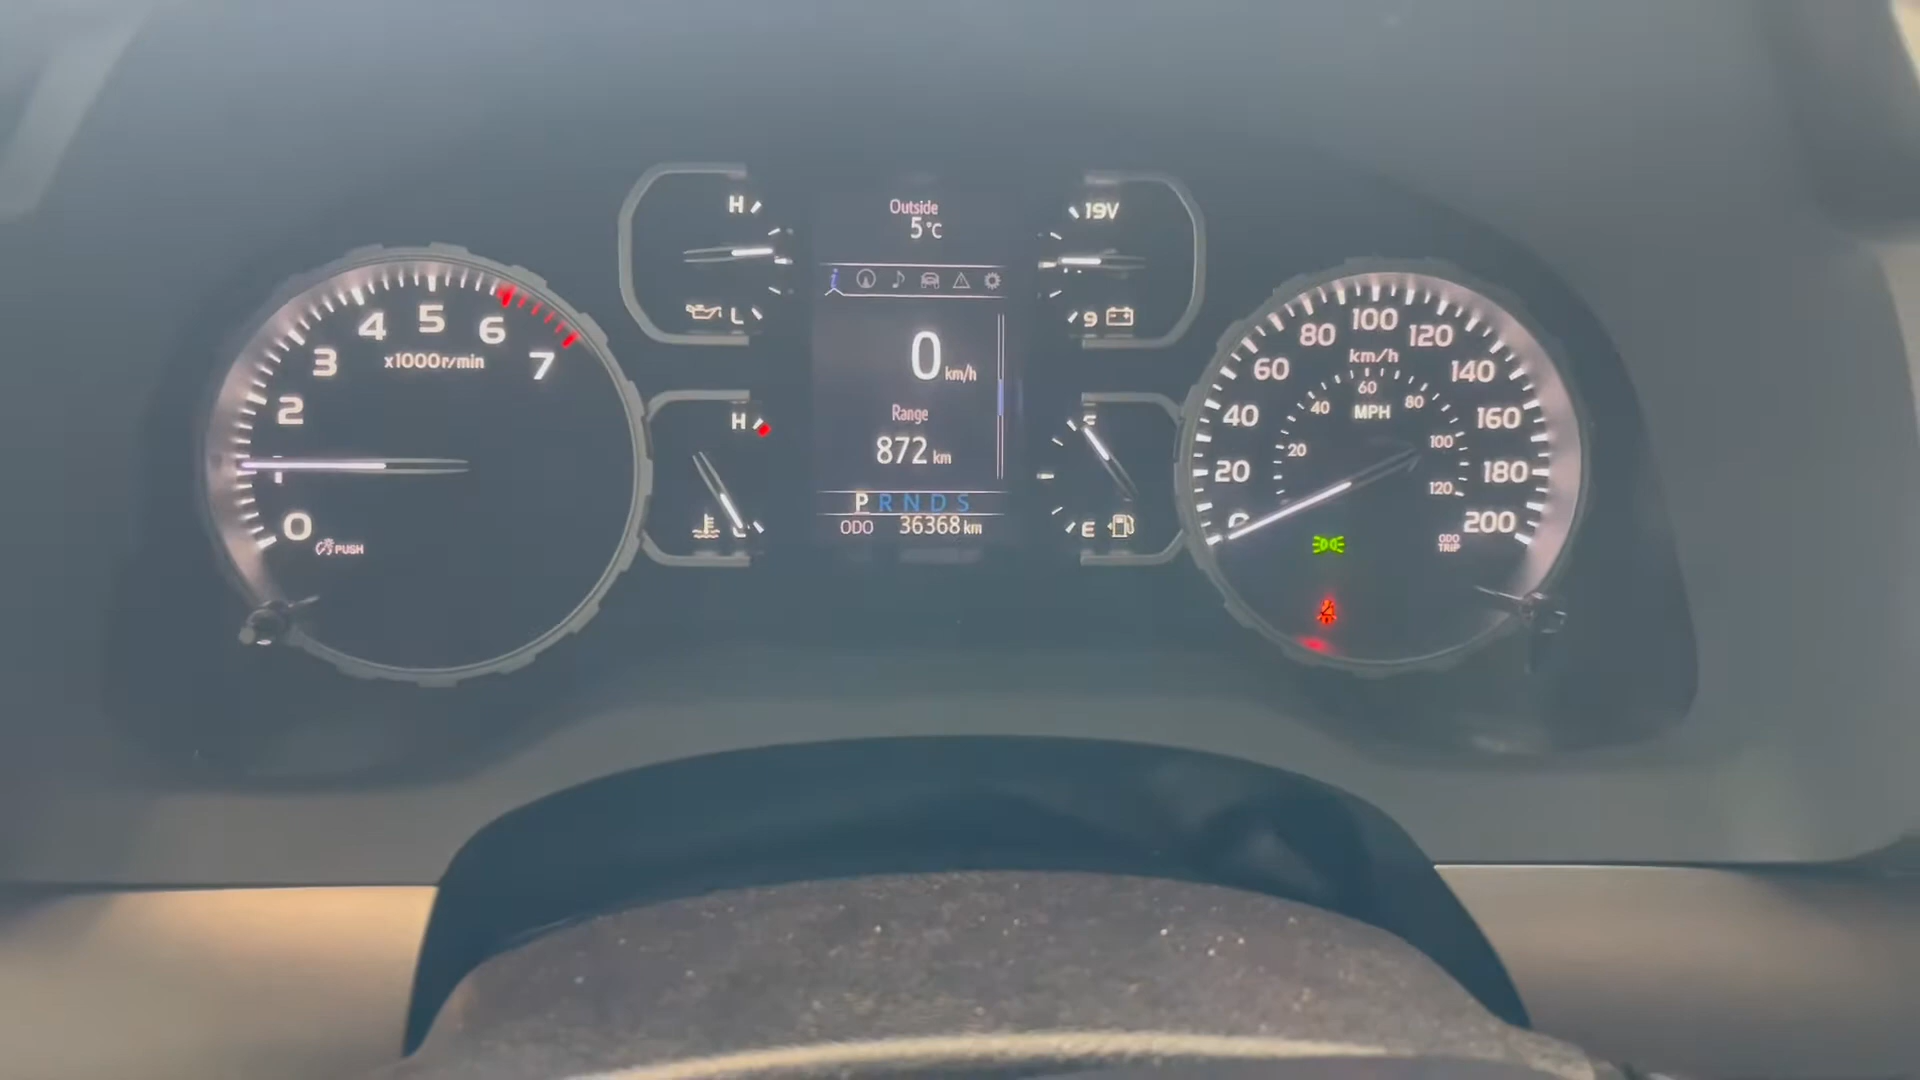 0
1
2
3
4
5
6
7
x1000r/min
PUSH
H
L
H
L
Outside
5°C
0 km/h
Range
872 km
P R N D S
ODO 36368 km
19V
9
F
E
0
20
40
60
80
100
120
140
160
180
200
km/h
20
40
60
80
100
120
MPH
ODO
TRIP